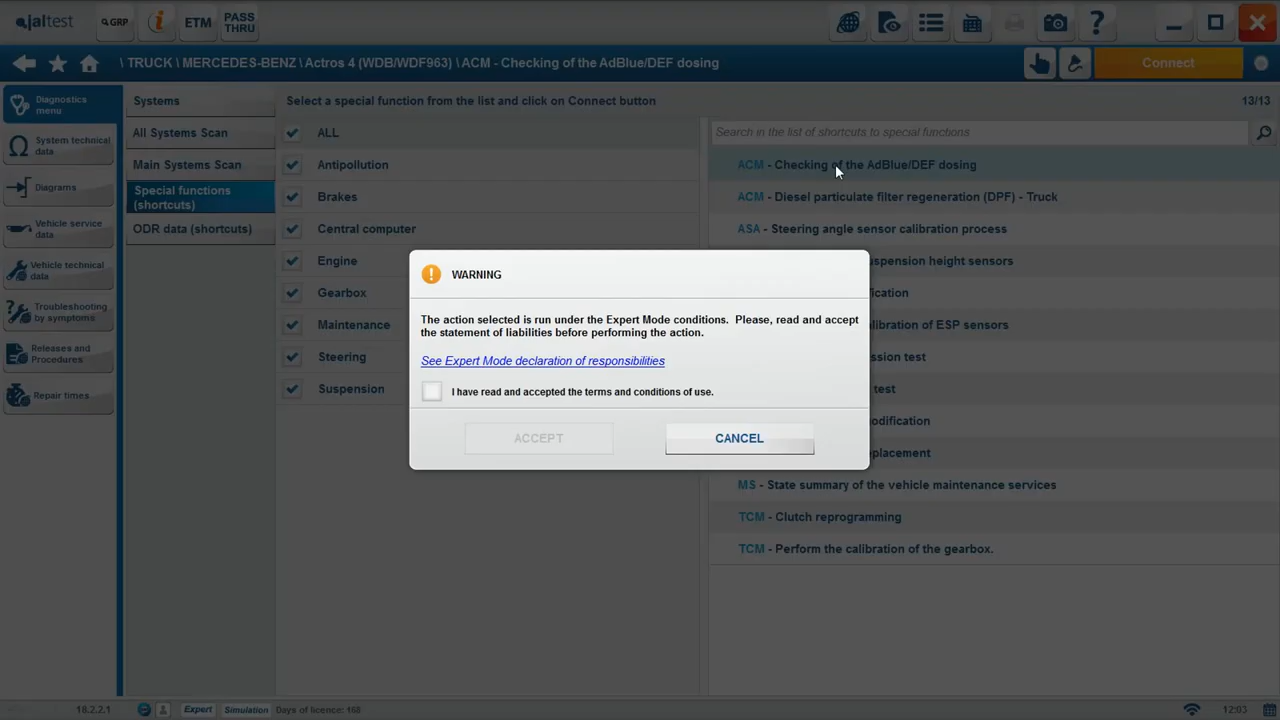 jaltest
GRP
i
ETM
PASS
THRU
?
\ TRUCK \ MERCEDES-BENZ \ Actros 4 (WDB/WDF963) \ ACM - Checking of the AdBlue/DEF dosing
Connect
Diagnostics
menu
System technical
data
Diagrams
Vehicle service
data
Vehicle technical
data
Troubleshooting
by symptoms
Releases and
Procedures
Repair times
Systems
All Systems Scan
Main Systems Scan
Special functions
(shortcuts)
ODR data (shortcuts)
Select a special function from the list and click on Connect button
13/13
ALL
Antipollution
Brakes
Central computer
Engine
Gearbox
Maintenance
Steering
Suspension
Search in the list of shortcuts to special functions
ACM - Checking of the AdBlue/DEF dosing
ACM - Diesel particulate filter regeneration (DPF) - Truck
ASA - Steering angle sensor calibration process
uspension height sensors
ification
alibration of ESP sensors
ssion test
test
odification
eplacement
MS - State summary of the vehicle maintenance services
TCM - Clutch reprogramming
TCM - Perform the calibration of the gearbox.
WARNING
The action selected is run under the Expert Mode conditions. Please, read and accept
the statement of liabilities before performing the action.
See Expert Mode declaration of responsibilities
I have read and accepted the terms and conditions of use.
ACCEPT
CANCEL
18.2.2.1
Expert
Simulation
Days of licence: 168
12:03